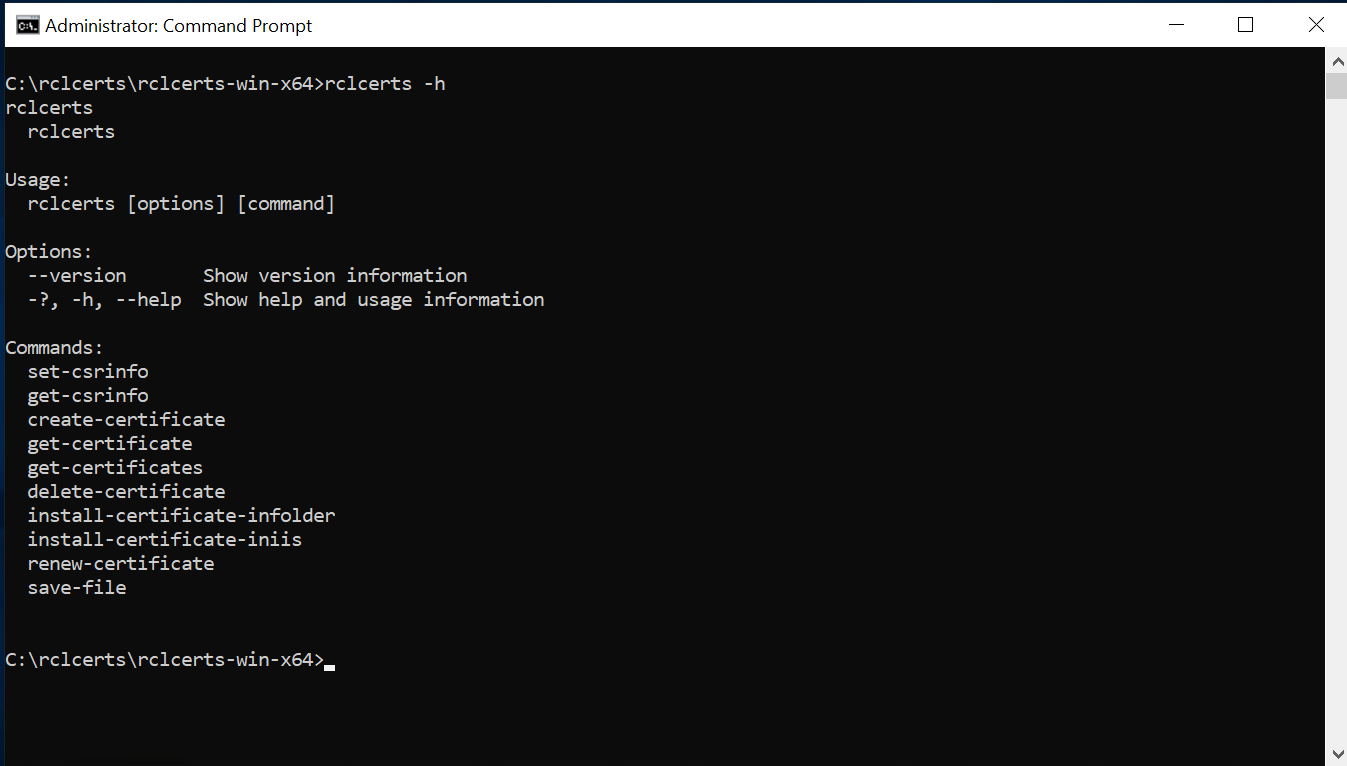 Administrator: Command Prompt
C:\rclcerts\rclcerts-win-x64>rclcerts -h
rclcerts
  rclcerts

Usage:
  rclcerts [options] [command]

Options:
  --version       Show version information
  -?, -h, --help  Show help and usage information

Commands:
  set-csrinfo
  get-csrinfo
  create-certificate
  get-certificate
  get-certificates
  delete-certificate
  install-certificate-infolder
  install-certificate-iniis
  renew-certificate
  save-file

C:\rclcerts\rclcerts-win-x64>